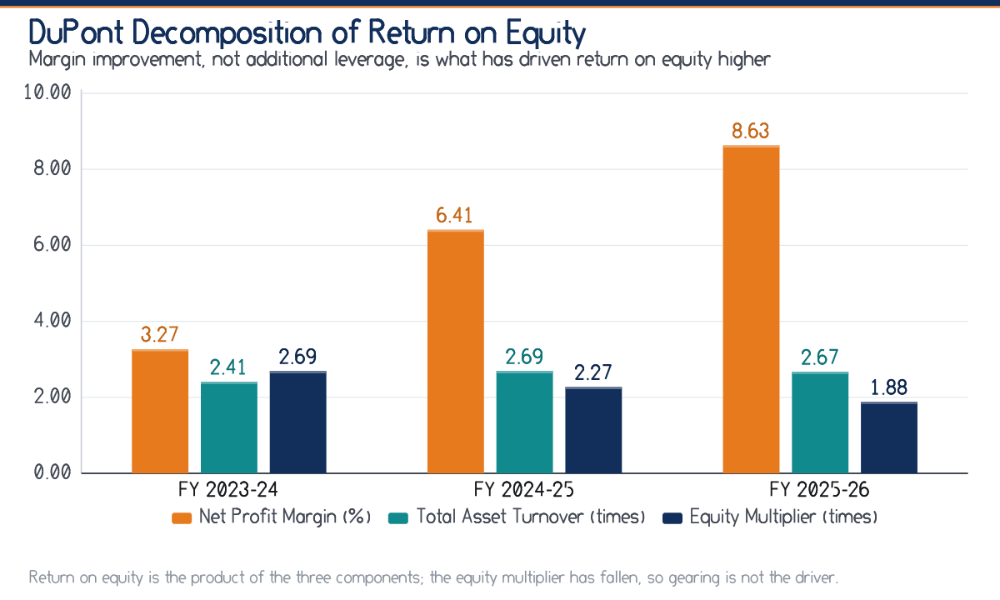 DuPont Decomposition of Return on Equity
Margin improvement, not additional leverage, is what has driven return on equity higher
10.00
8.00
6.00
4.00
2.00
0.00
3.27
2.41
2.69
6.41
2.69
2.27
8.63
2.67
1.88
FY 2023-24
FY 2024-25
FY 2025-26
Net Profit Margin (%)
Total Asset Turnover (times)
Equity Multiplier (times)
Return on equity is the product of the three components; the equity multiplier has fallen, so gearing is not the driver.